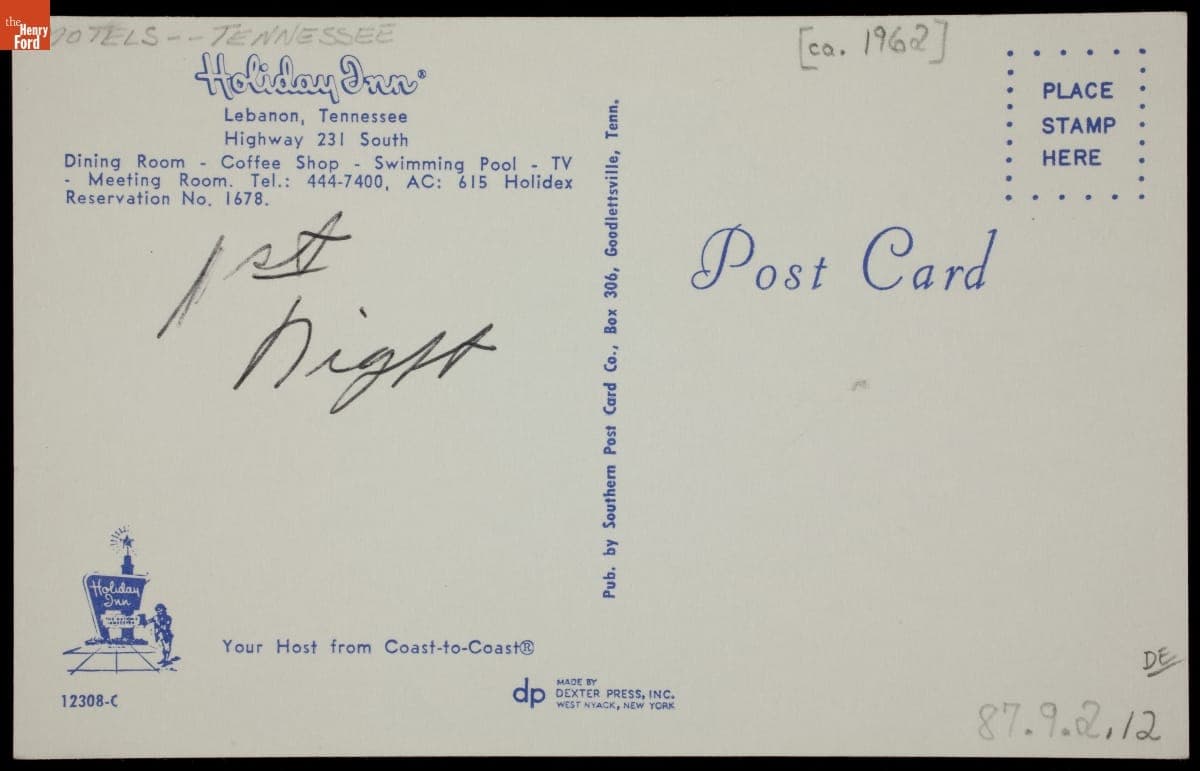 the
Henry
Ford
MOTELS -- TENNESSEE
[ca. 1962]
Holiday Inn®
Lebanon, Tennessee
Highway 231 South
Dining Room - Coffee Shop - Swimming Pool - TV
- Meeting Room. Tel.: 444-7400, AC: 615 Holidex
Reservation No. 1678.
1st
Night
Pub. by Southern Post Card Co., Box 306, Goodlettsville, Tenn.
PLACE
STAMP
HERE
Post Card
Holiday
Inn
Your Host from Coast-to-Coast®
12308-C
dp
MADE BY
DEXTER PRESS, INC.
WEST NYACK, NEW YORK
DE
87.9.2.12